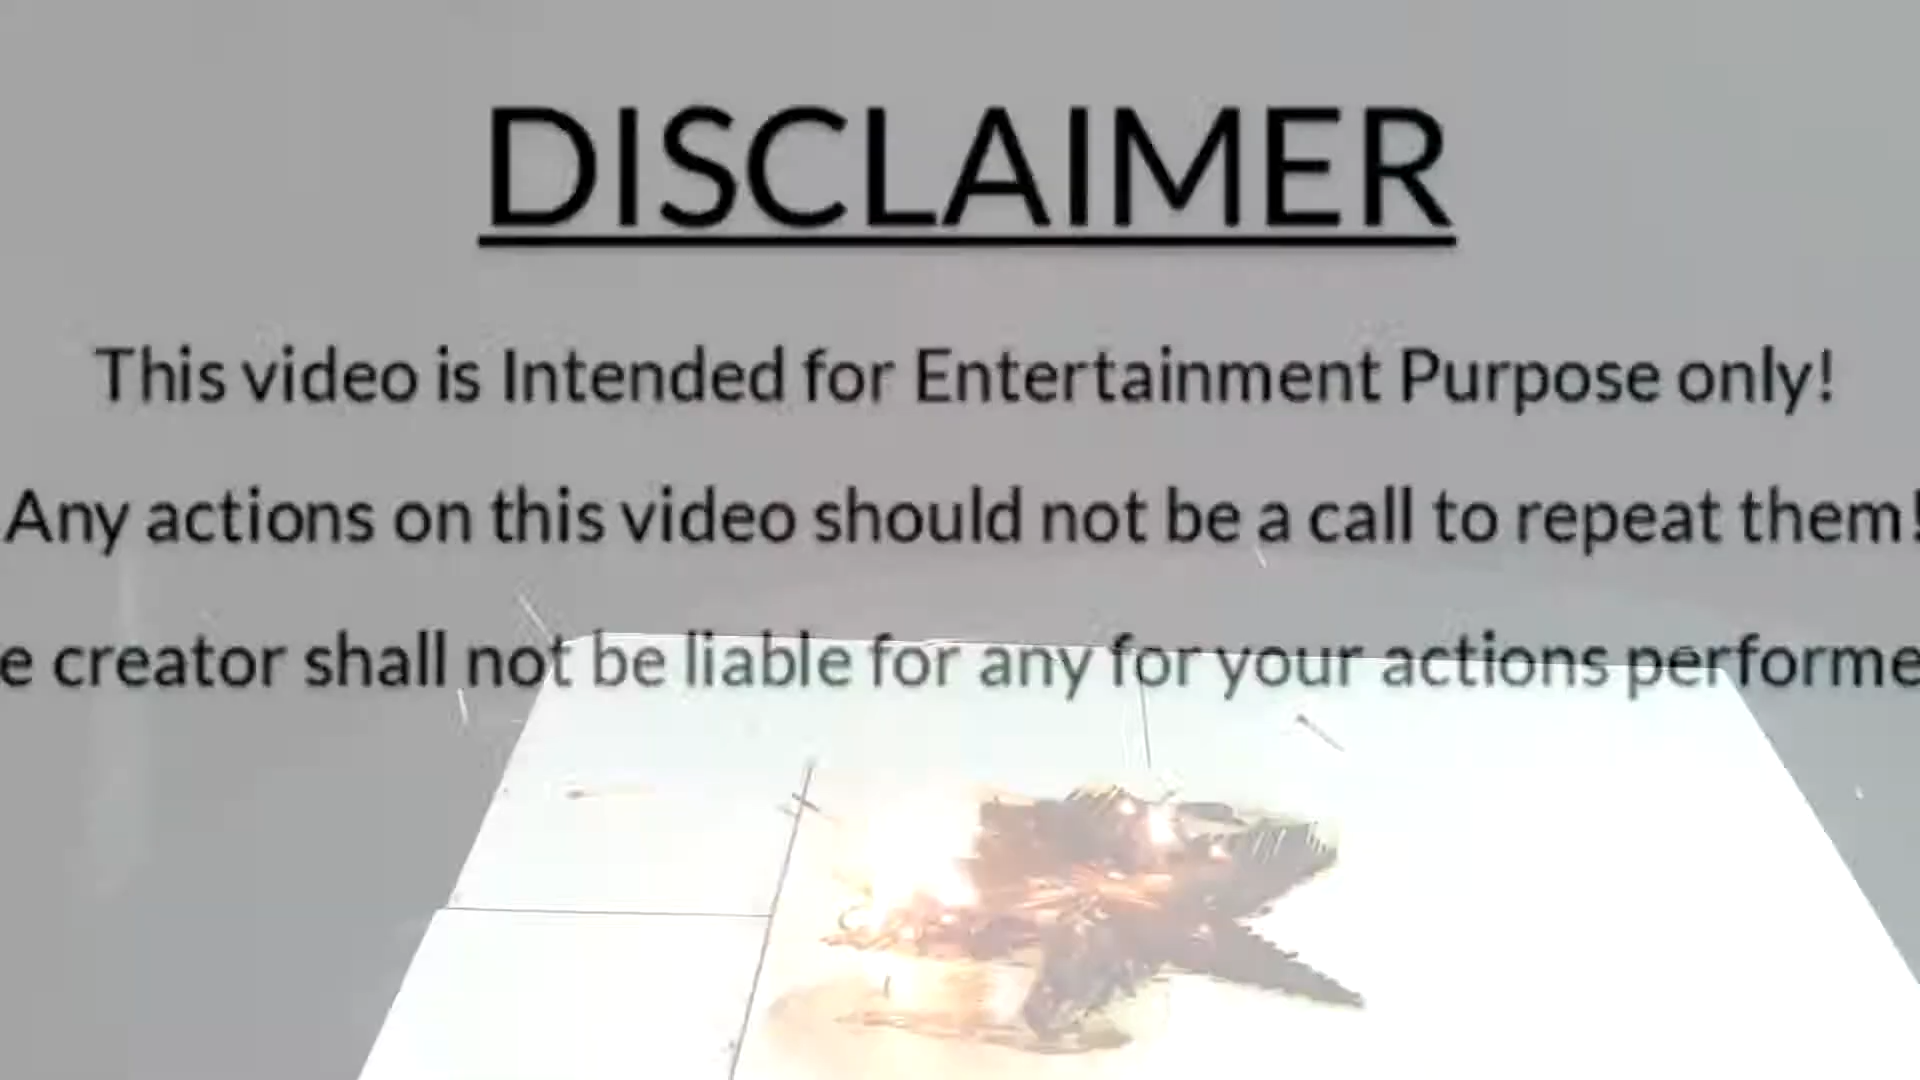 DISCLAIMER
This video is Intended for Entertainment Purpose only!
Any actions on this video should not be a call to repeat them!
e creator shall not be liable for any for your actions performe